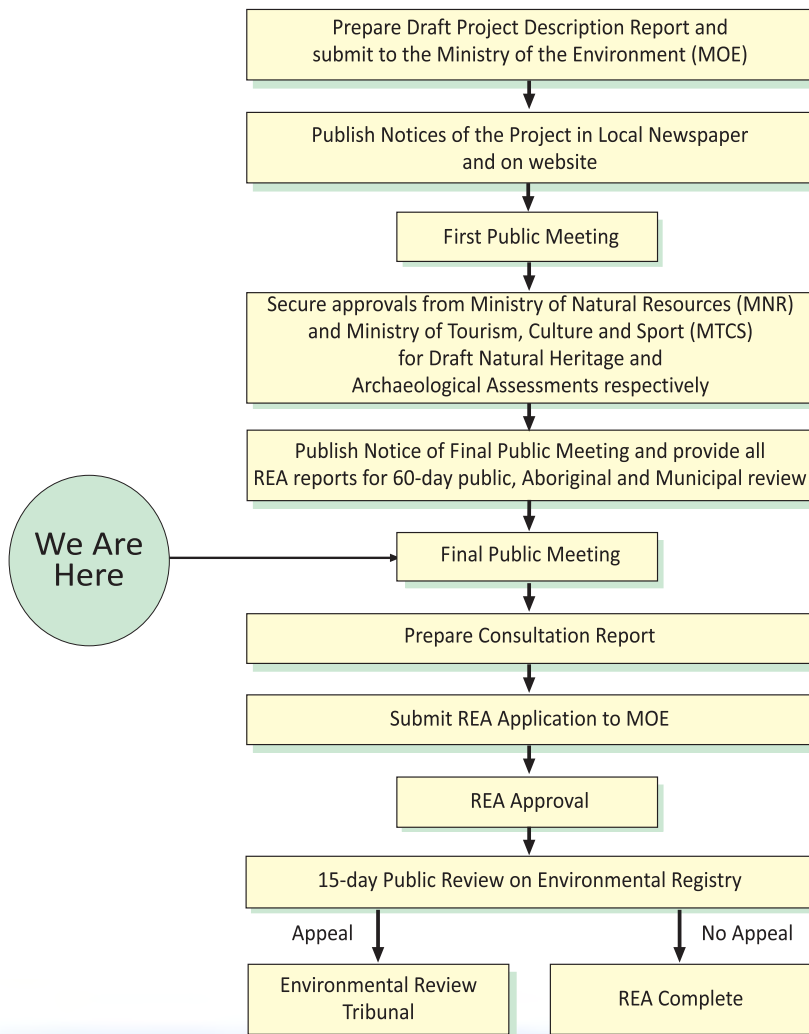 Prepare Draft Project Description Report and
submit to the Ministry of the Environment (MOE)
Publish Notices of the Project in Local Newspaper
and on website
First Public Meeting
Secure approvals from Ministry of Natural Resources (MNR)
and Ministry of Tourism, Culture and Sport (MTCS)
for Draft Natural Heritage and
Archaeological Assessments respectively
Publish Notice of Final Public Meeting and provide all
REA reports for 60-day public, Aboriginal and Municipal review
We Are
Here
Final Public Meeting
Prepare Consultation Report
Submit REA Application to MOE
REA Approval
15-day Public Review on Environmental Registry
Appeal
No Appeal
Environmental Review
Tribunal
REA Complete